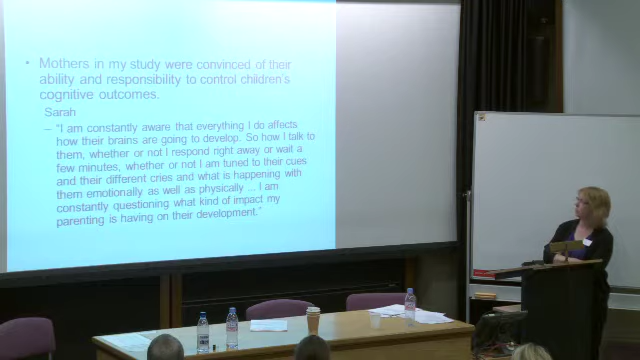 • Mothers in my study were convinced of their
ability and responsibility to control children's
cognitive outcomes.
Sarah
– "I am constantly aware that everything I do affects
how their brains are going to develop. So how I talk to
them, whether or not I respond right away or wait a
few minutes, whether or not I am tuned to their cues
and their different cries and what is happening with
them emotionally as well as physically ... I am
constantly questioning what kind of impact my
parenting is having on their development."